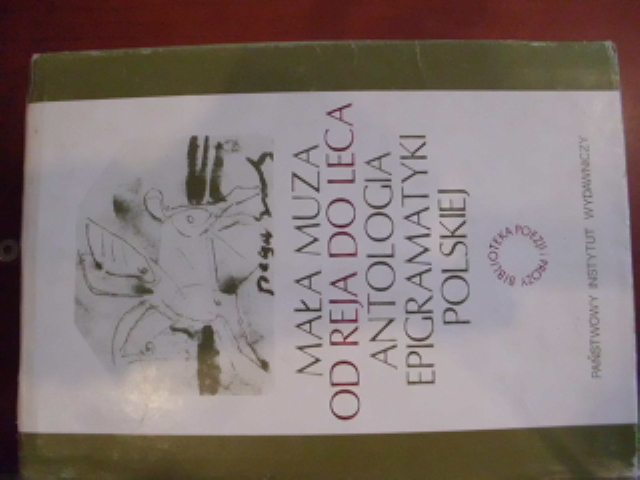 MAŁA MUZA
OD REJA DO LECA
ANTOLOGIA
EPIGRAMATYKI
POLSKIEJ
BIBLIOTEKA POEZJI I PROZY
PAŃSTWOWY INSTYTUT WYDAWNICZY